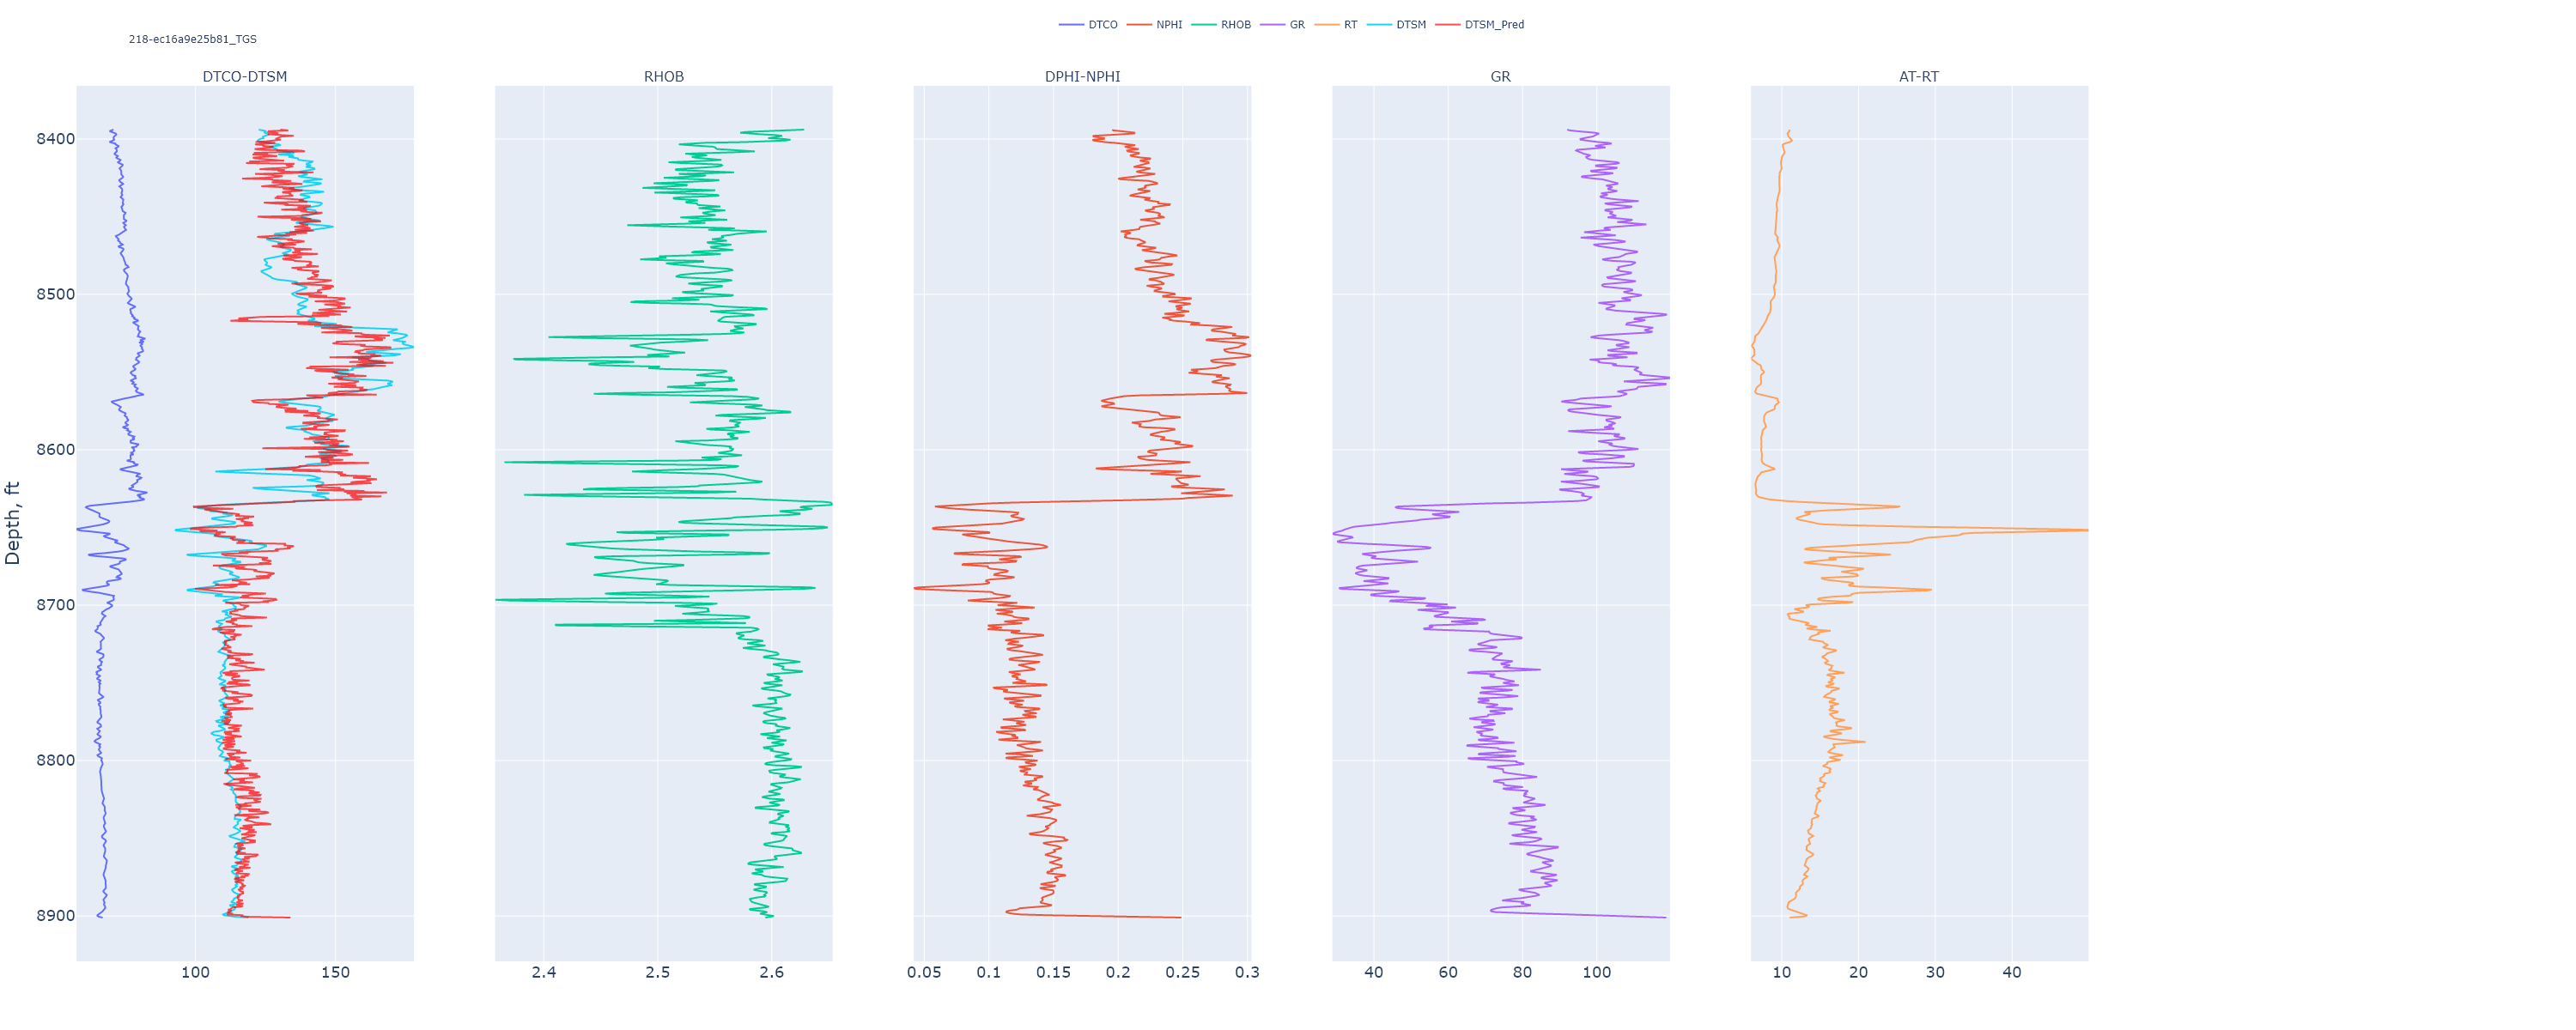 DTCO NPHI RHOB GR RT DTSM DTSM_Pred
218-ec16a9e25b81_TGS
DTCO-DTSM RHOB DPHI-NPHI GR AT-RT
Depth, ft
8400
8500
8600
8700
8800
8900
100 150 2.4 2.5 2.6 0.05 0.1 0.15 0.2 0.25 0.3 40 60 80 100 10 20 30 40